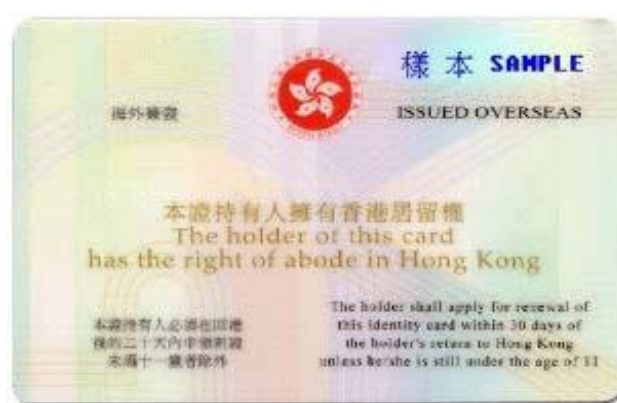 樣本 SAMPLE
海外簽發
ISSUED OVERSEAS
本證持有人擁有香港居留權
The holder of this card
has the right of abode in Hong Kong
本證持有人必須在回港
後的三十天內申領新證
未滿十一歲者除外
The holder shall apply for renewal of
this identity card within 30 days of
the holder's return to Hong Kong
unless he/she is still under the age of 11